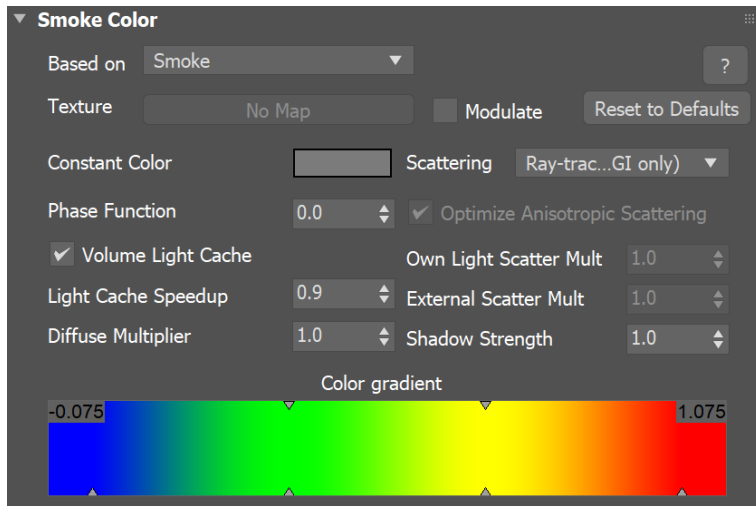 Smoke Color
Based on Smoke ?
Texture No Map Modulate Reset to Defaults
Constant Color Scattering Ray-trac...GI only)
Phase Function 0.0 Optimize Anisotropic Scattering
Volume Light Cache Own Light Scatter Mult 1.0
Light Cache Speedup 0.9 External Scatter Mult 1.0
Diffuse Multiplier 1.0 Shadow Strength 1.0
Color gradient
-0.075 1.075